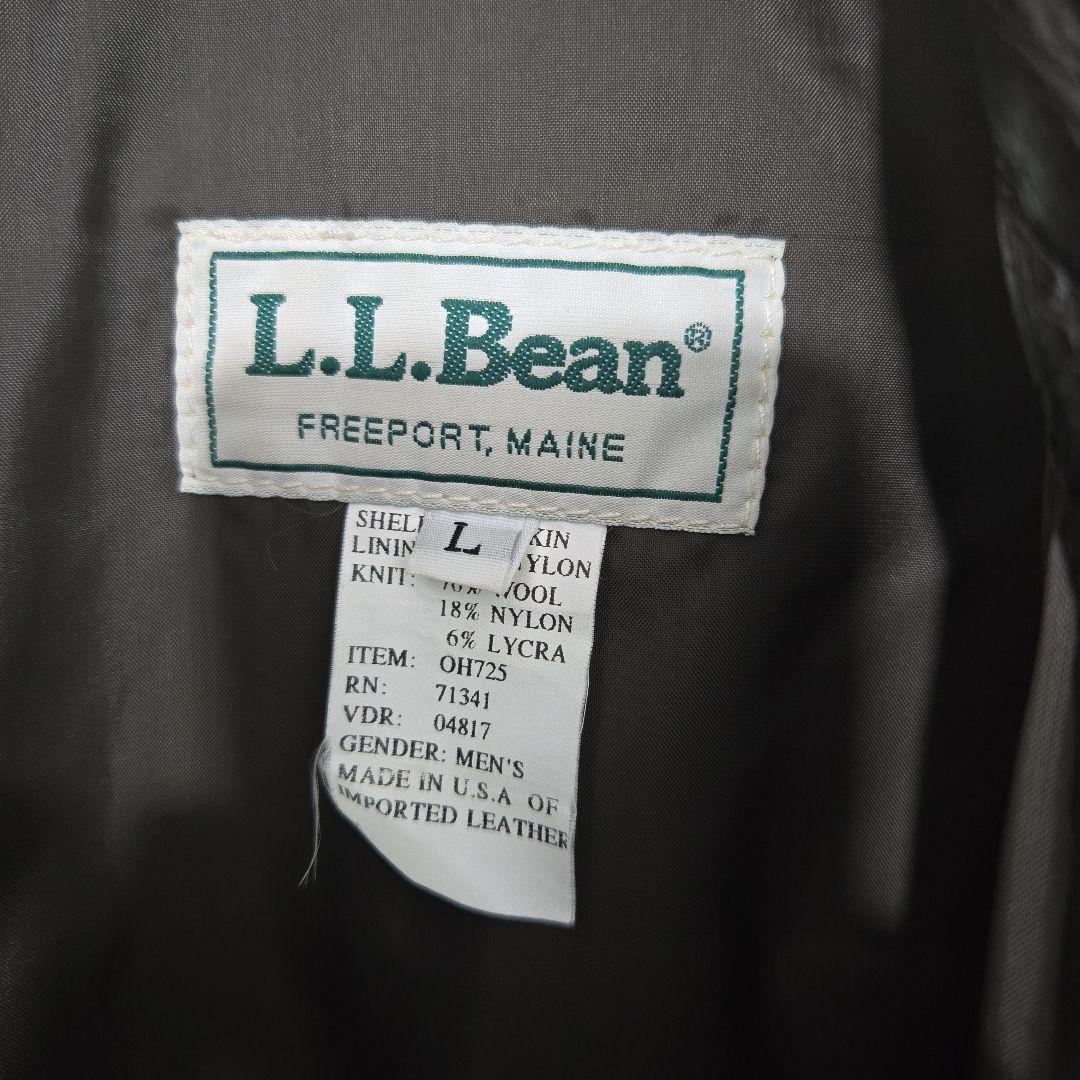 L.L.Bean®
FREEPORT, MAINE
L
SHEL KIN
LININ YLON
KNIT: 76% WOOL
18% NYLON
6% LYCRA
ITEM: OH725
RN: 71341
VDR: 04817
GENDER: MEN'S
MADE IN U.S.A OF
IMPORTED LEATHER